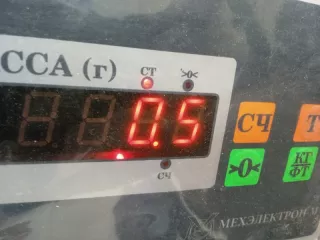 ССА (г)
СТ >0<
0.5
СЧ Т
СЧ >0< КТ ФТ
МЕХЭЛЕКТРОН